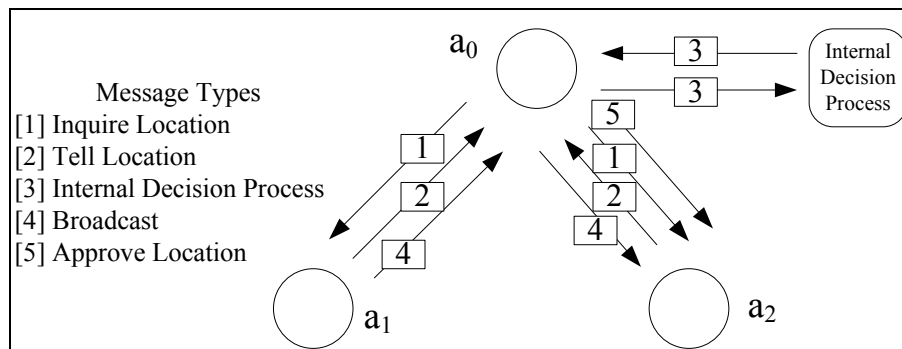 a0
3
Internal
Decision
Process
3
Message Types
[1] Inquire Location
[2] Tell Location
[3] Internal Decision Process
[4] Broadcast
[5] Approve Location
1
2
4
5
1
2
4
a1
a2